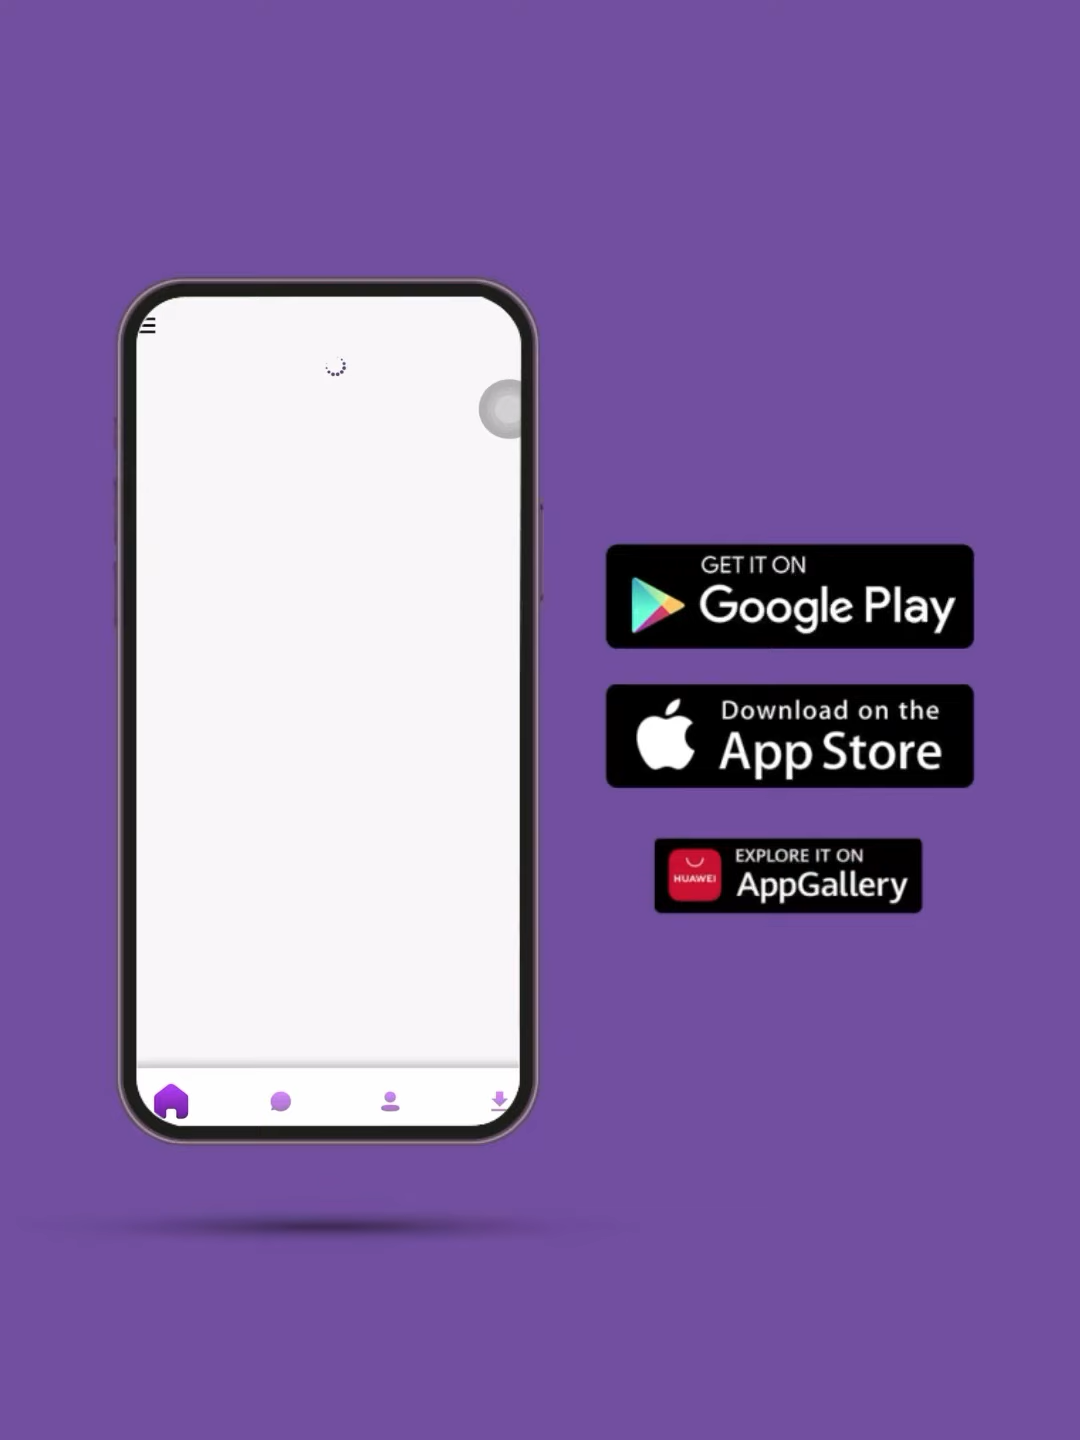 GET IT ON
Google Play
Download on the
App Store
HUAWEI
EXPLORE IT ON
AppGallery